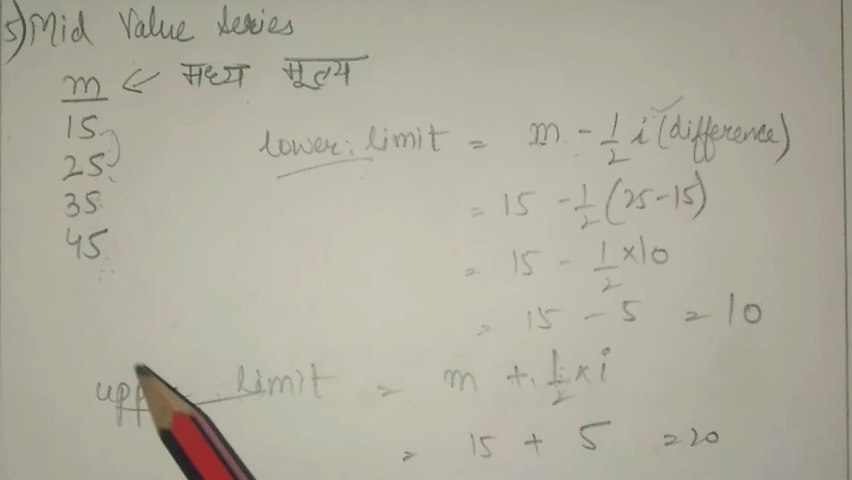 5) Mid Value Series
m ← मध्य मूल्य
15
25
35
45
lower limit = m - 1/2 i (difference)
= 15 - 1/2 (25-15)
= 15 - 1/2 x 10
= 15 - 5 = 10
limit = m + 1/2 x i
= 15 + 5 = 20